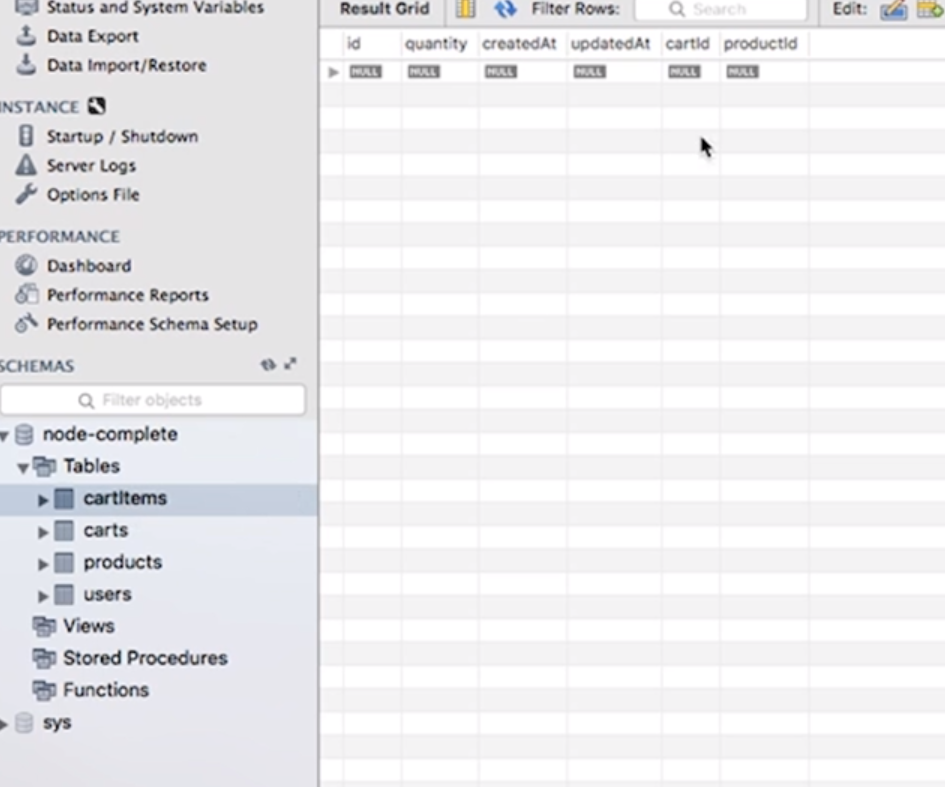 Status and System Variables
Data Export
Data Import/Restore
INSTANCE
Startup / Shutdown
Server Logs
Options File
PERFORMANCE
Dashboard
Performance Reports
Performance Schema Setup
SCHEMAS
Filter objects
node-complete
Tables
cartItems
carts
products
users
Views
Stored Procedures
Functions
sys
Result Grid Filter Rows: Search Edit:
id quantity createdAt updatedAt cartId productId
NULL NULL NULL NULL NULL NULL